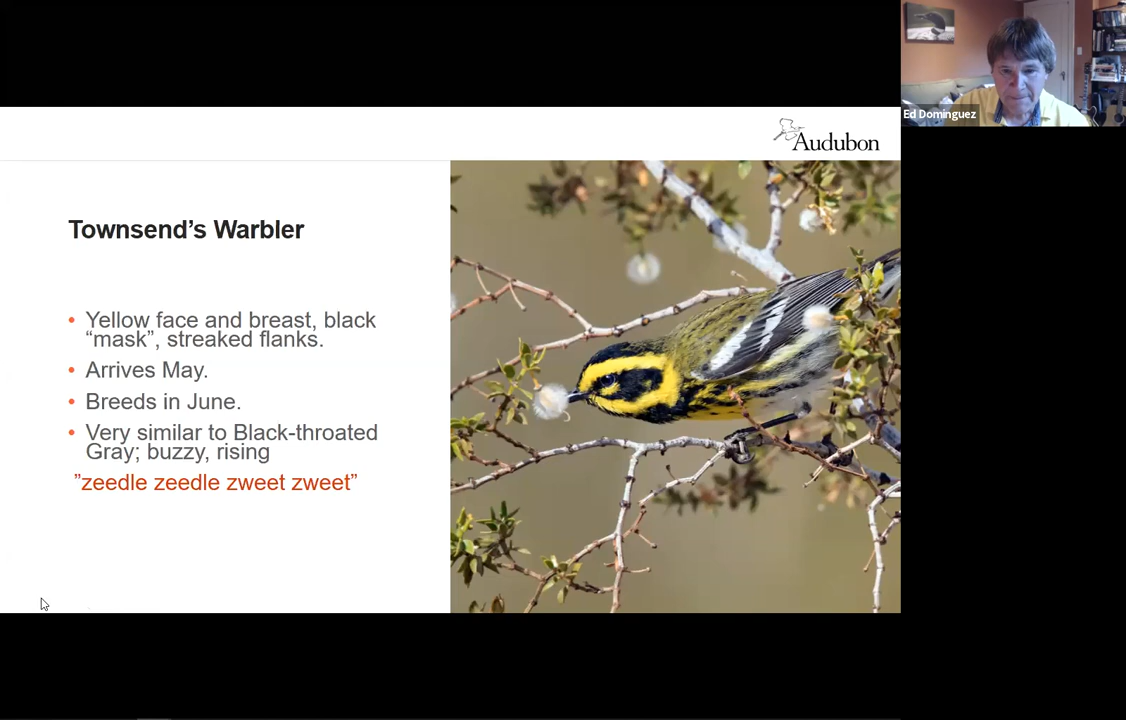 Ed Dominguez
Audubon
Townsend’s Warbler
• Yellow face and breast, black
“mask”, streaked flanks.
• Arrives May.
• Breeds in June.
• Very similar to Black-throated
Gray; buzzy, rising
”zeedle zeedle zweet zweet”